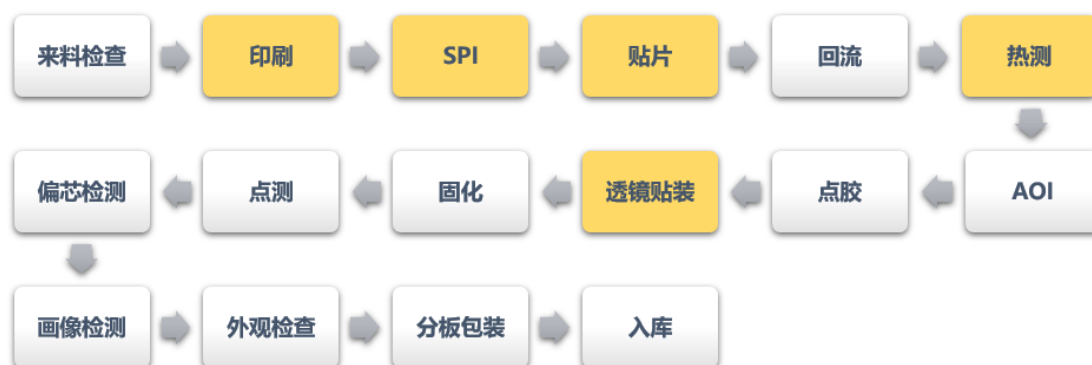 来料检查 印刷 SPI 贴片 回流 热测
偏芯检测 点测 固化 透镜贴装 点胶 AOI
画像检测 外观检查 分板包装 入库